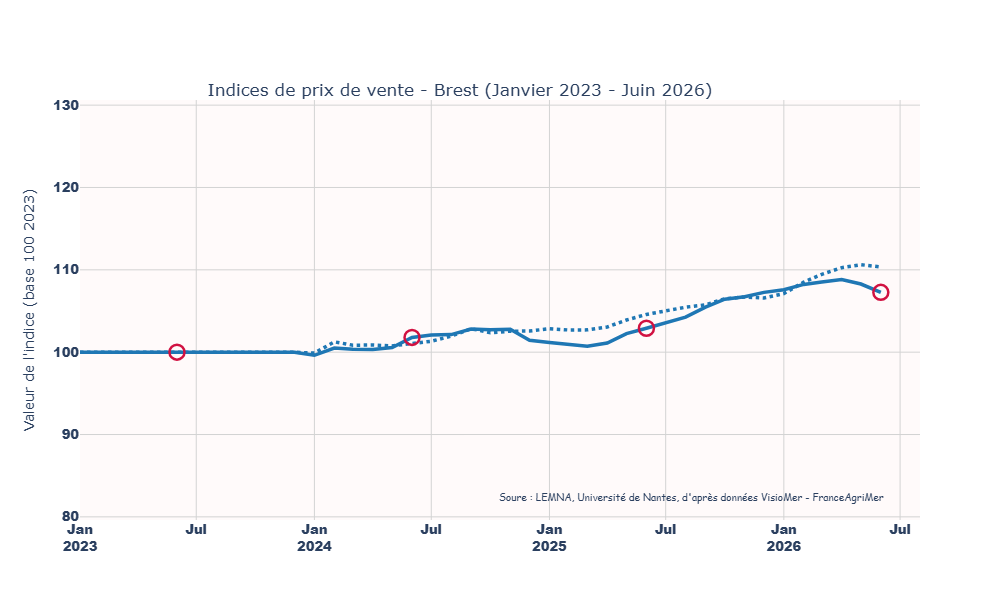 Indices de prix de vente - Brest (Janvier 2023 - Juin 2026)
Valeur de l'indice (base 100 2023)
130
120
110
100
90
80
Soure : LEMNA, Université de Nantes, d'après données VisioMer - FranceAgriMer
Jan Jul Jan Jul Jan Jul Jan Jul
2023 2024 2025 2026